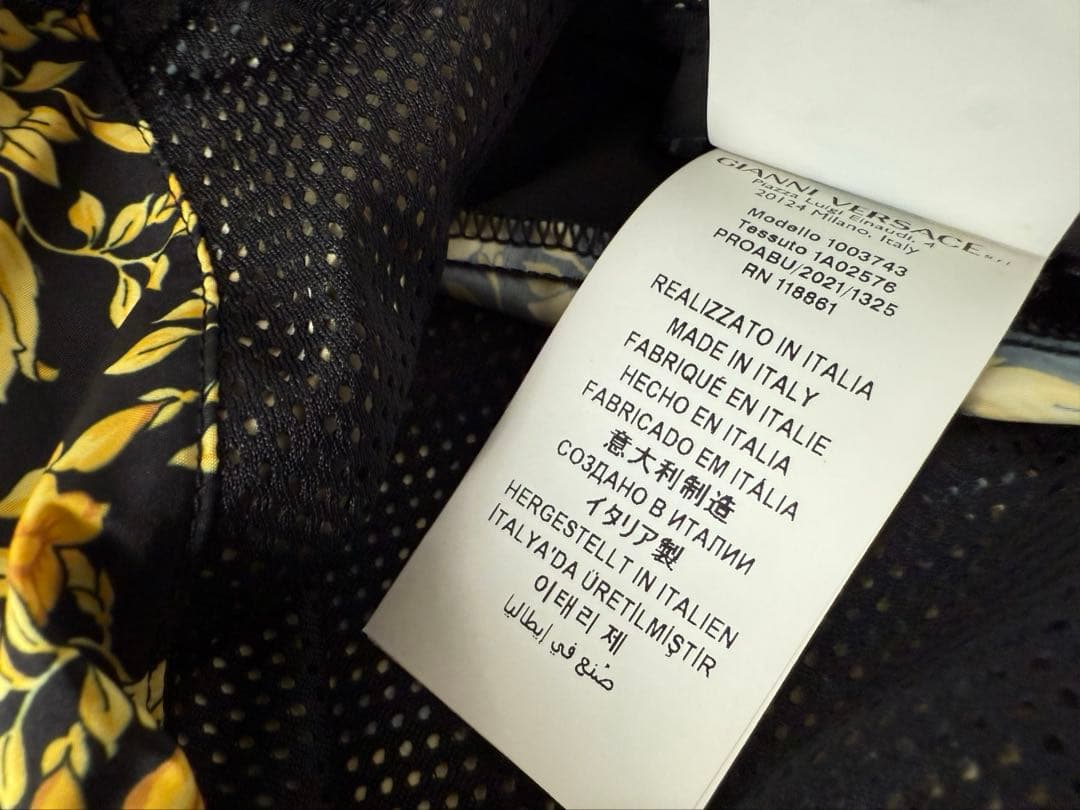 GIANNI VERSACE s.r.l.
Piazza Luigi Einaudi, 4
20124 Milano, Italy
Modello 1003743
Tessuto 1A02576
PROABU/2021/1325
RN 118861
REALIZZATO IN ITALIA
MADE IN ITALY
FABRIQUÉ EN ITALIE
HECHO EN ITALIA
FABRICADO EM ITÁLIA
意大利制造
СОЗДАНО В ИТАЛИИ
イタリア製
HERGESTELLT IN ITALIEN
İTALYA'DA ÜRETİLMİŞTİR
이태리 제
صُنع في إيطاليا